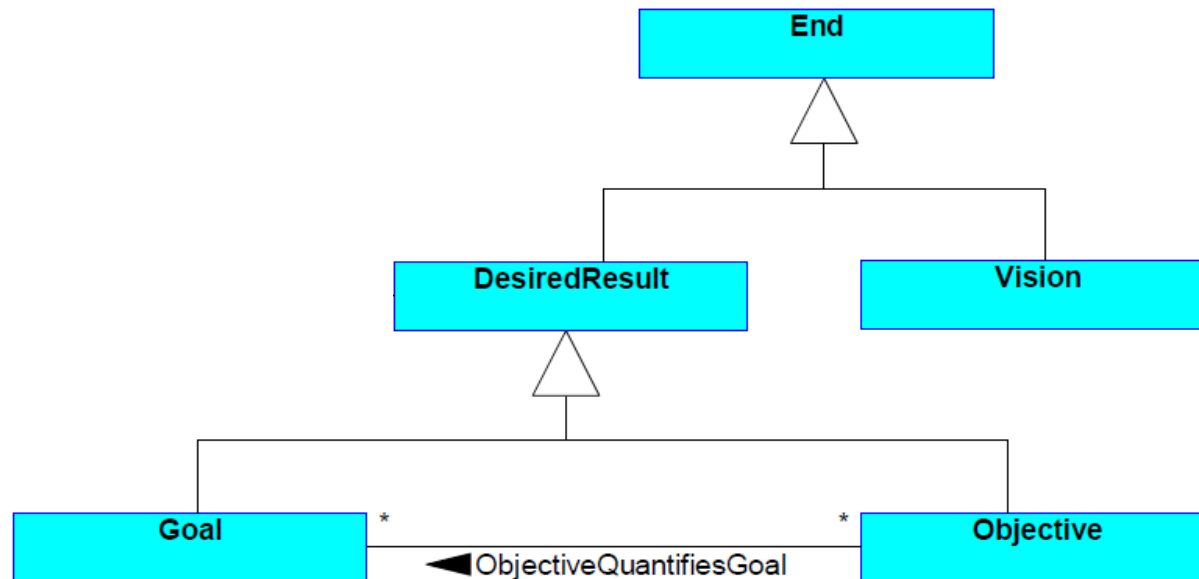 End
DesiredResult
Vision
Goal
*
*
Objective
ObjectiveQuantifiesGoal